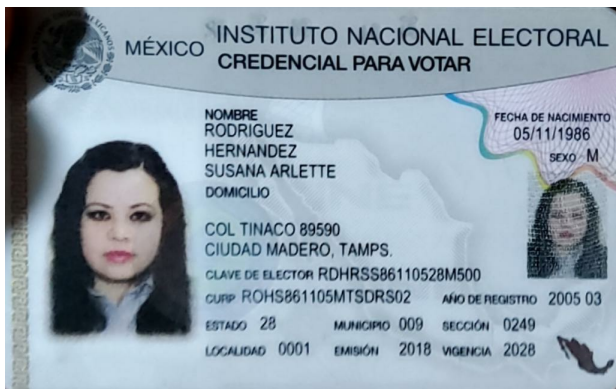 MÉXICO
INSTITUTO NACIONAL ELECTORAL
CREDENCIAL PARA VOTAR
NOMBRE
RODRIGUEZ
HERNANDEZ
SUSANA ARLETTE
DOMICILIO
COL TINACO 89590
CIUDAD MADERO, TAMPS.
FECHA DE NACIMIENTO
05/11/1986
SEXO M
CLAVE DE ELECTOR RDHRSS86110528M500
CURP ROHS861105MTSDRS02 AÑO DE REGISTRO 2005 03
ESTADO 28 MUNICIPIO 009 SECCIÓN 0249
LOCALIDAD 0001 EMISIÓN 2018 VIGENCIA 2028